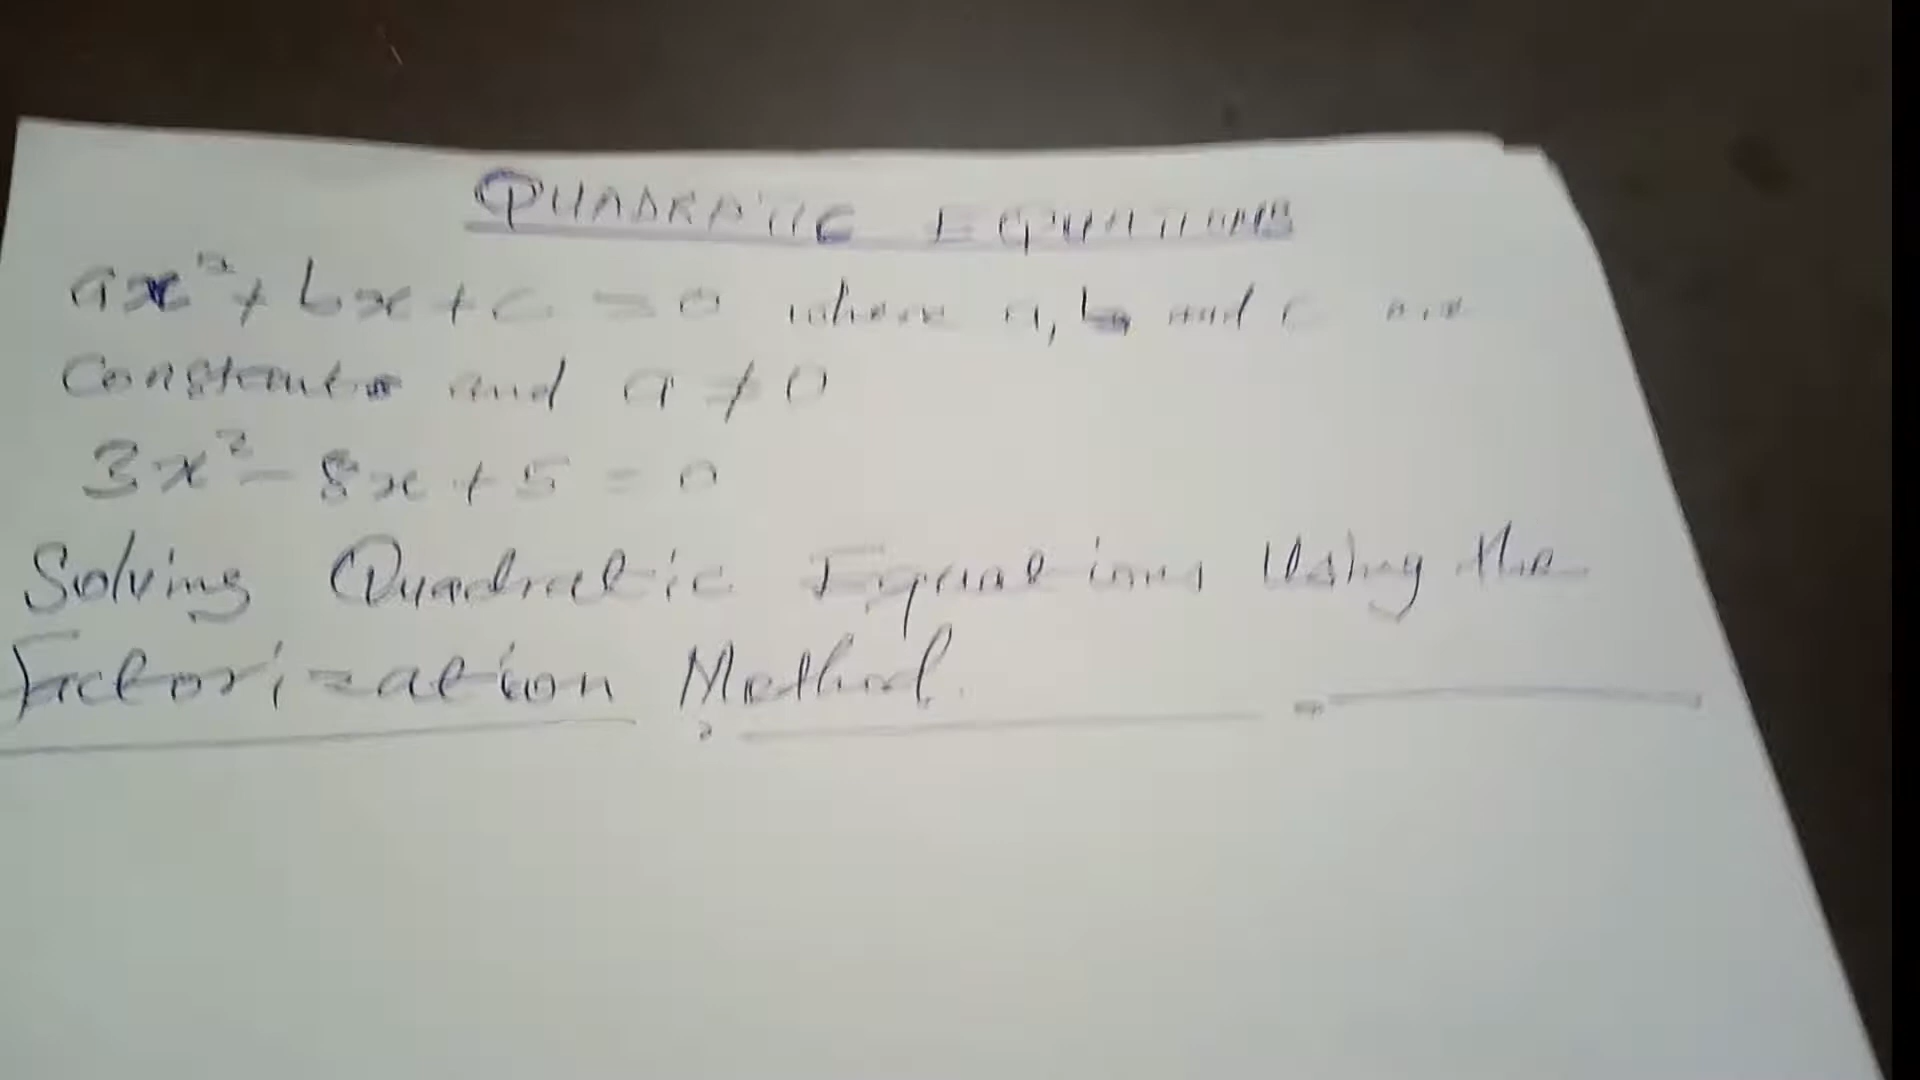 QUADRATIC EQUATIONS
ax² + bx + c = 0 where a, b and c are
Constants and a ≠ 0
3x² - 8x + 5 = 0
Solving Quadratic Equations Using the
Factorization Method.